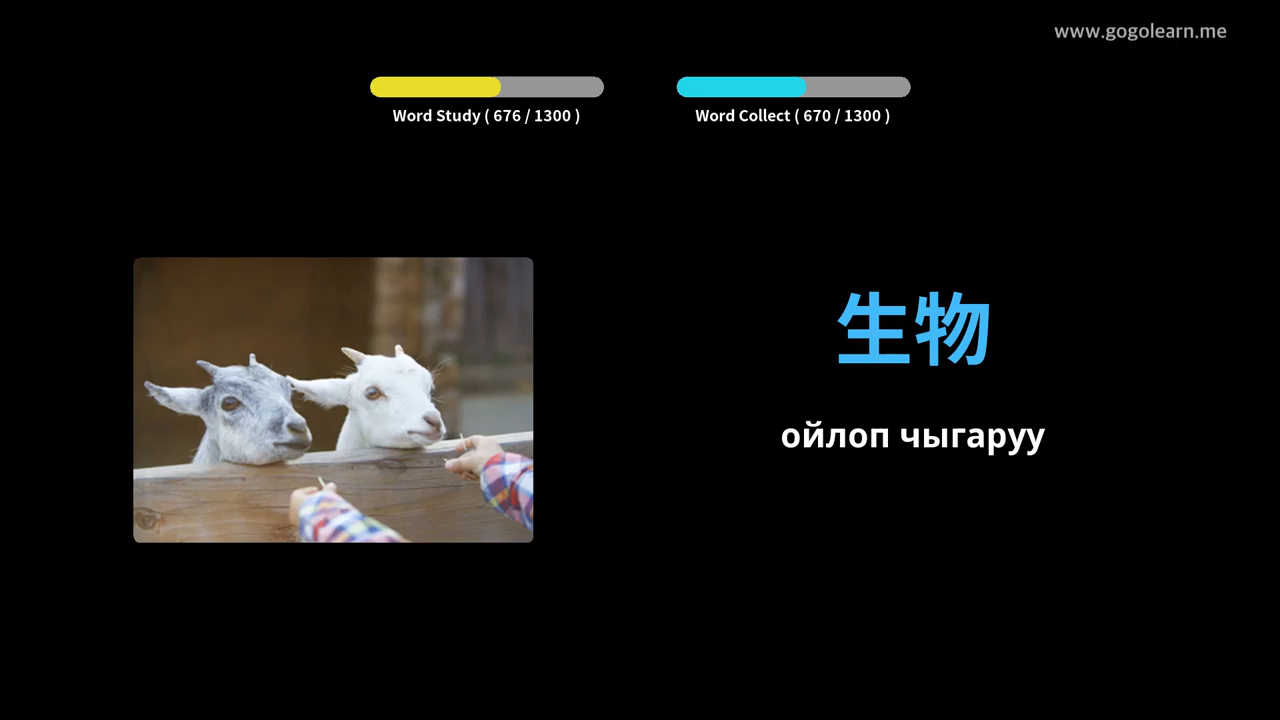 www.gogolearn.me
Word Study ( 676 / 1300 )
Word Collect ( 670 / 1300 )
生物
ойлоп чыгаруу